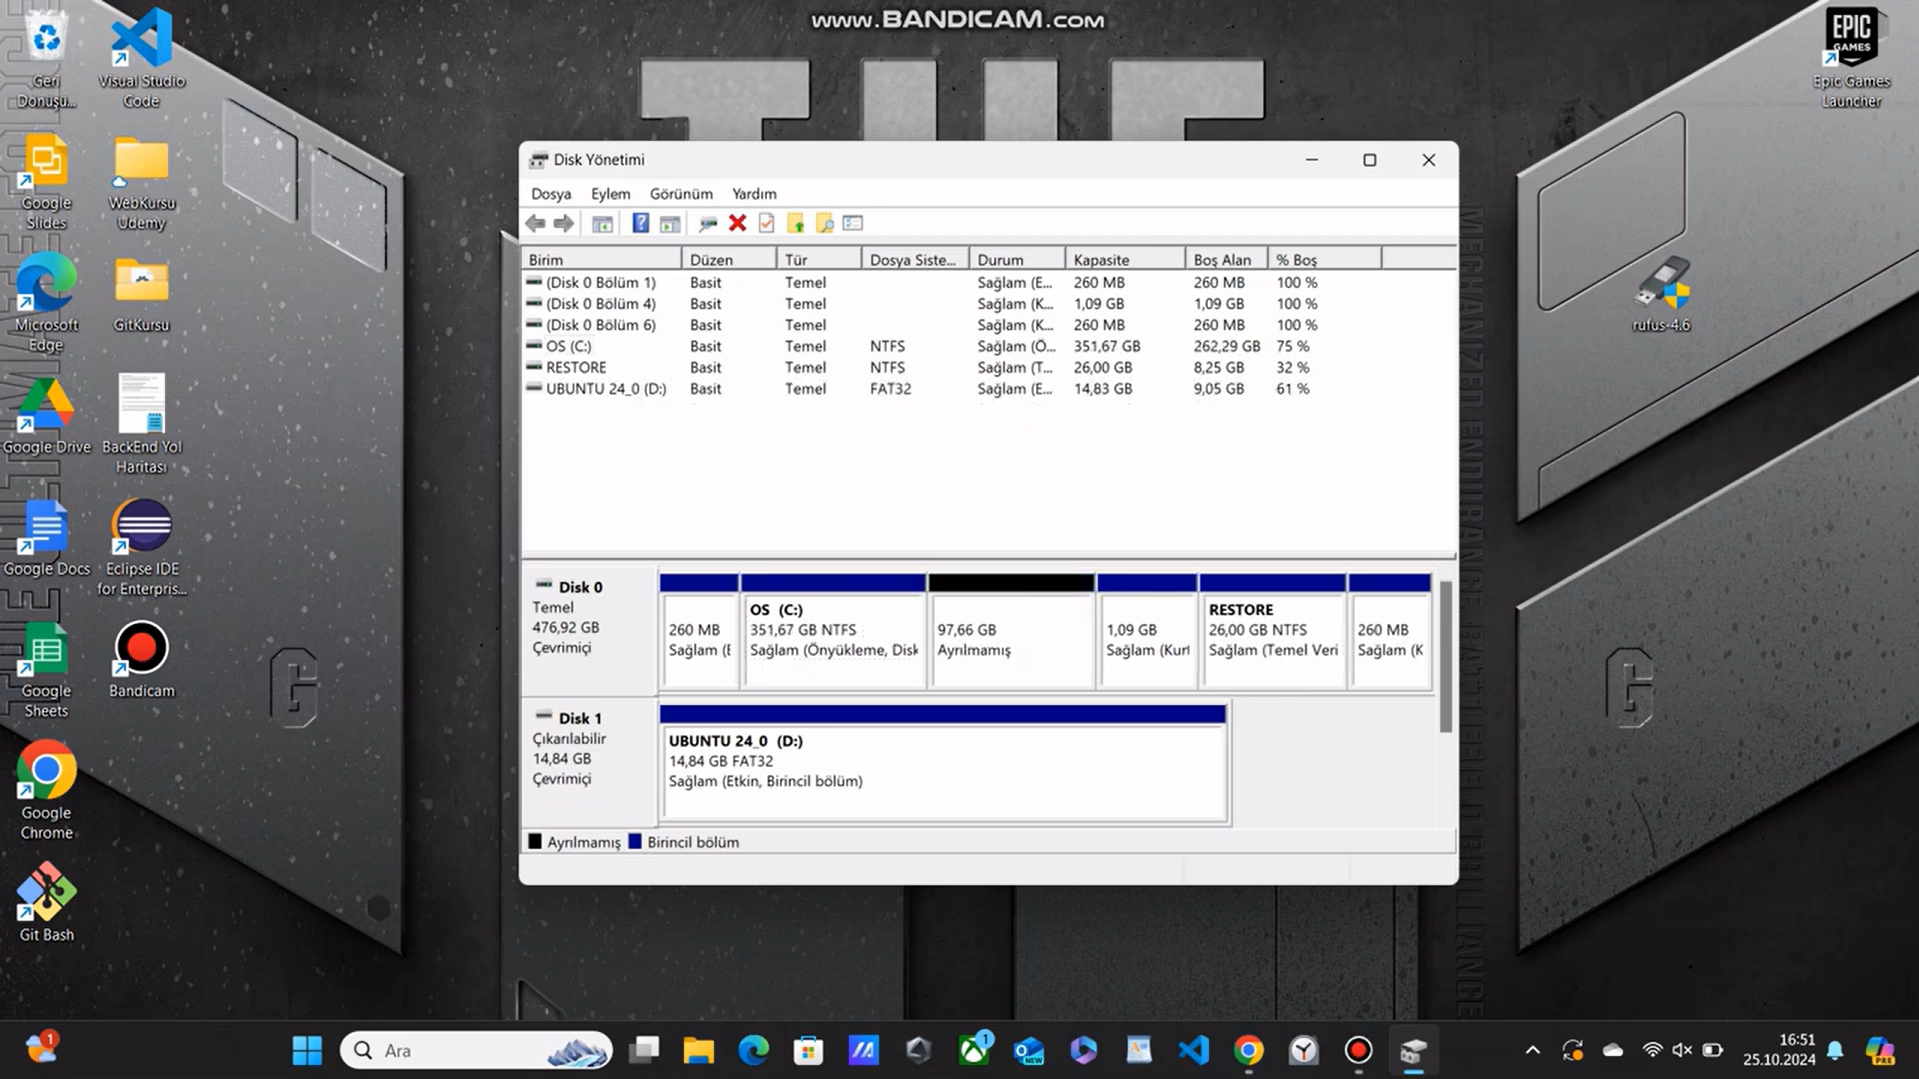 www.BANDICAM.com
Geri
Dönüşü...
Visual Studio
Code
EPIC
GAMES
Epic Games
Launcher
Google
Slides
WebKursu
Udemy
Microsoft
Edge
GitKursu
rufus-4.6
Google Drive
BackEnd Yol
Haritası
Google Docs
Eclipse IDE
for Enterpris...
Google
Sheets
Bandicam
Google
Chrome
Git Bash
Disk Yönetimi
Dosya Eylem Görünüm Yardım
Birim Düzen Tür Dosya Siste... Durum Kapasite Boş Alan % Boş
(Disk 0 Bölüm 1) Basit Temel Sağlam (E... 260 MB 260 MB 100 %
(Disk 0 Bölüm 4) Basit Temel Sağlam (K... 1,09 GB 1,09 GB 100 %
(Disk 0 Bölüm 6) Basit Temel Sağlam (K... 260 MB 260 MB 100 %
OS (C:) Basit Temel NTFS Sağlam (Ö... 351,67 GB 262,29 GB 75 %
RESTORE Basit Temel NTFS Sağlam (T... 26,00 GB 8,25 GB 32 %
UBUNTU 24_0 (D:) Basit Temel FAT32 Sağlam (E... 14,83 GB 9,05 GB 61 %
Disk 0
Temel
476,92 GB
Çevrimiçi
260 MB
Sağlam (E
OS (C:)
351,67 GB NTFS
Sağlam (Önyükleme, Disk
97,66 GB
Ayrılmamış
1,09 GB
Sağlam (Kurt
RESTORE
26,00 GB NTFS
Sağlam (Temel Veri
260 MB
Sağlam (K
Disk 1
Çıkarılabilir
14,84 GB
Çevrimiçi
UBUNTU 24_0 (D:)
14,84 GB FAT32
Sağlam (Etkin, Birincil bölüm)
Ayrılmamış Birincil bölüm
1
Ara
1
NEW
16:51
25.10.2024
PRE